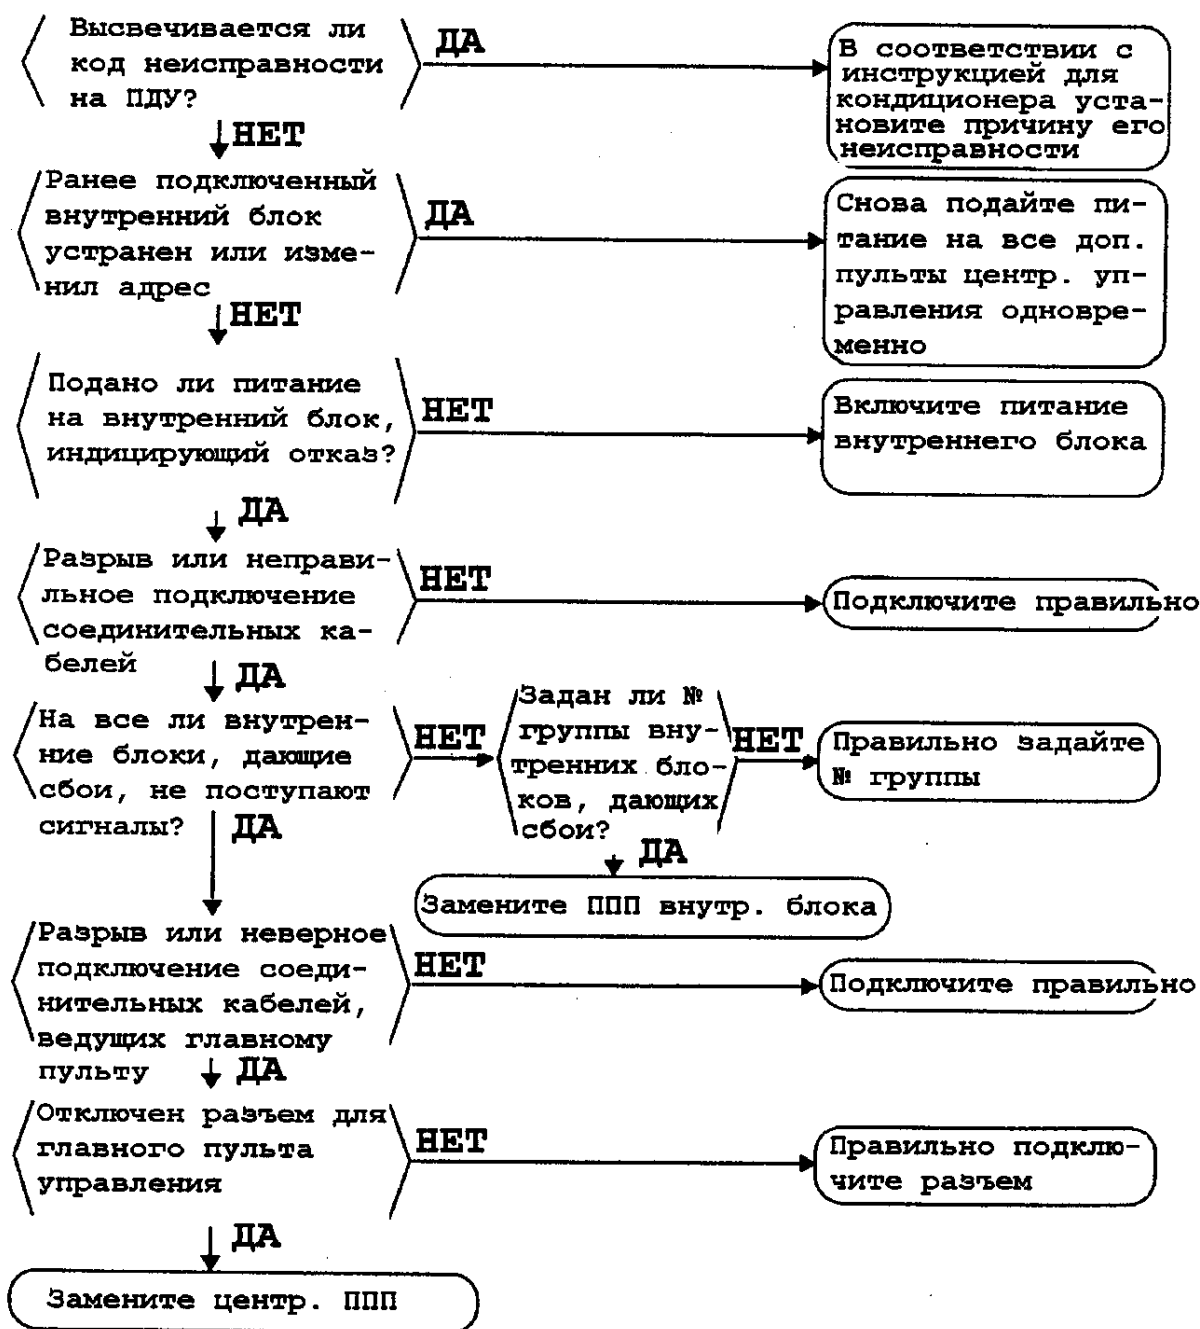 Высвечивается ли
код неисправности
на ПДУ?
ДА
В соответствии с
инструкцией для
кондиционера уста-
новите причину его
неисправности
НЕТ
Ранее подключенный
внутренний блок
устранен или изме-
нил адрес
ДА
Снова подайте пи-
тание на все доп.
пульты центр. уп-
равления одновре-
менно
НЕТ
Подано ли питание
на внутренний блок,
индицирующий отказ?
НЕТ
Включите питание
внутреннего блока
ДА
Разрыв или неправи-
льное подключение
соединительных ка-
белей
НЕТ
Подключите правильно
ДА
На все ли внутрен-
ние блоки, дающие
сбои, не поступают
сигналы?
НЕТ
Задан ли №
группы вну-
тренних бло-
ков, дающих
сбои?
НЕТ
Правильно задайте
№ группы
ДА
ДА
Замените ППП внутр. блока
Разрыв или неверное
подключение соеди-
нительных кабелей,
ведущих главному
пульту
НЕТ
Подключите правильно
ДА
Отключен разъем для
главного пульта
управления
НЕТ
Правильно подклю-
чите разъем
ДА
Замените центр. ППП